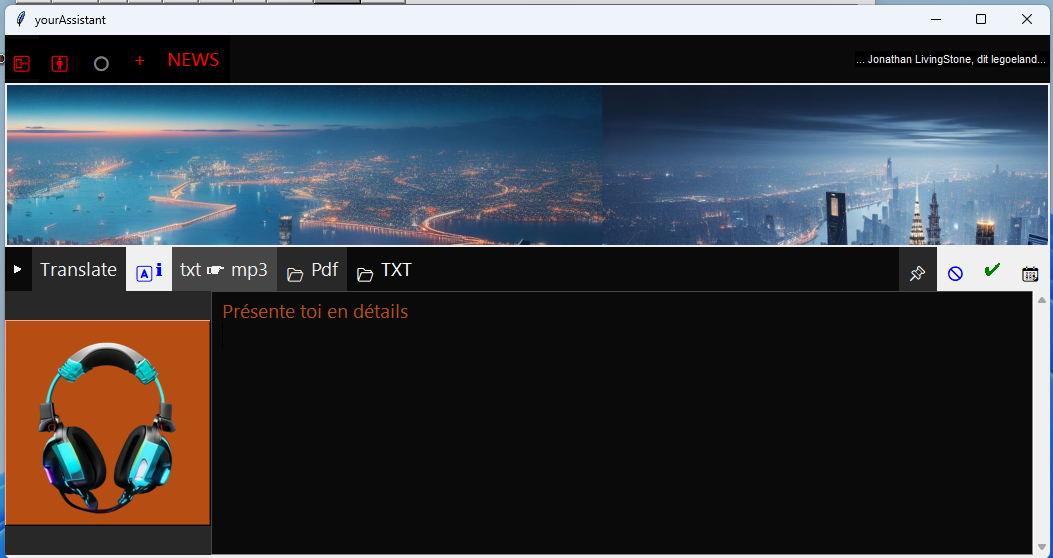 yourAssistant
+ NEWS
... Jonathan LivingStone, dit legoeland...
Translate A i txt mp3 Pdf TXT
Présente toi en détails